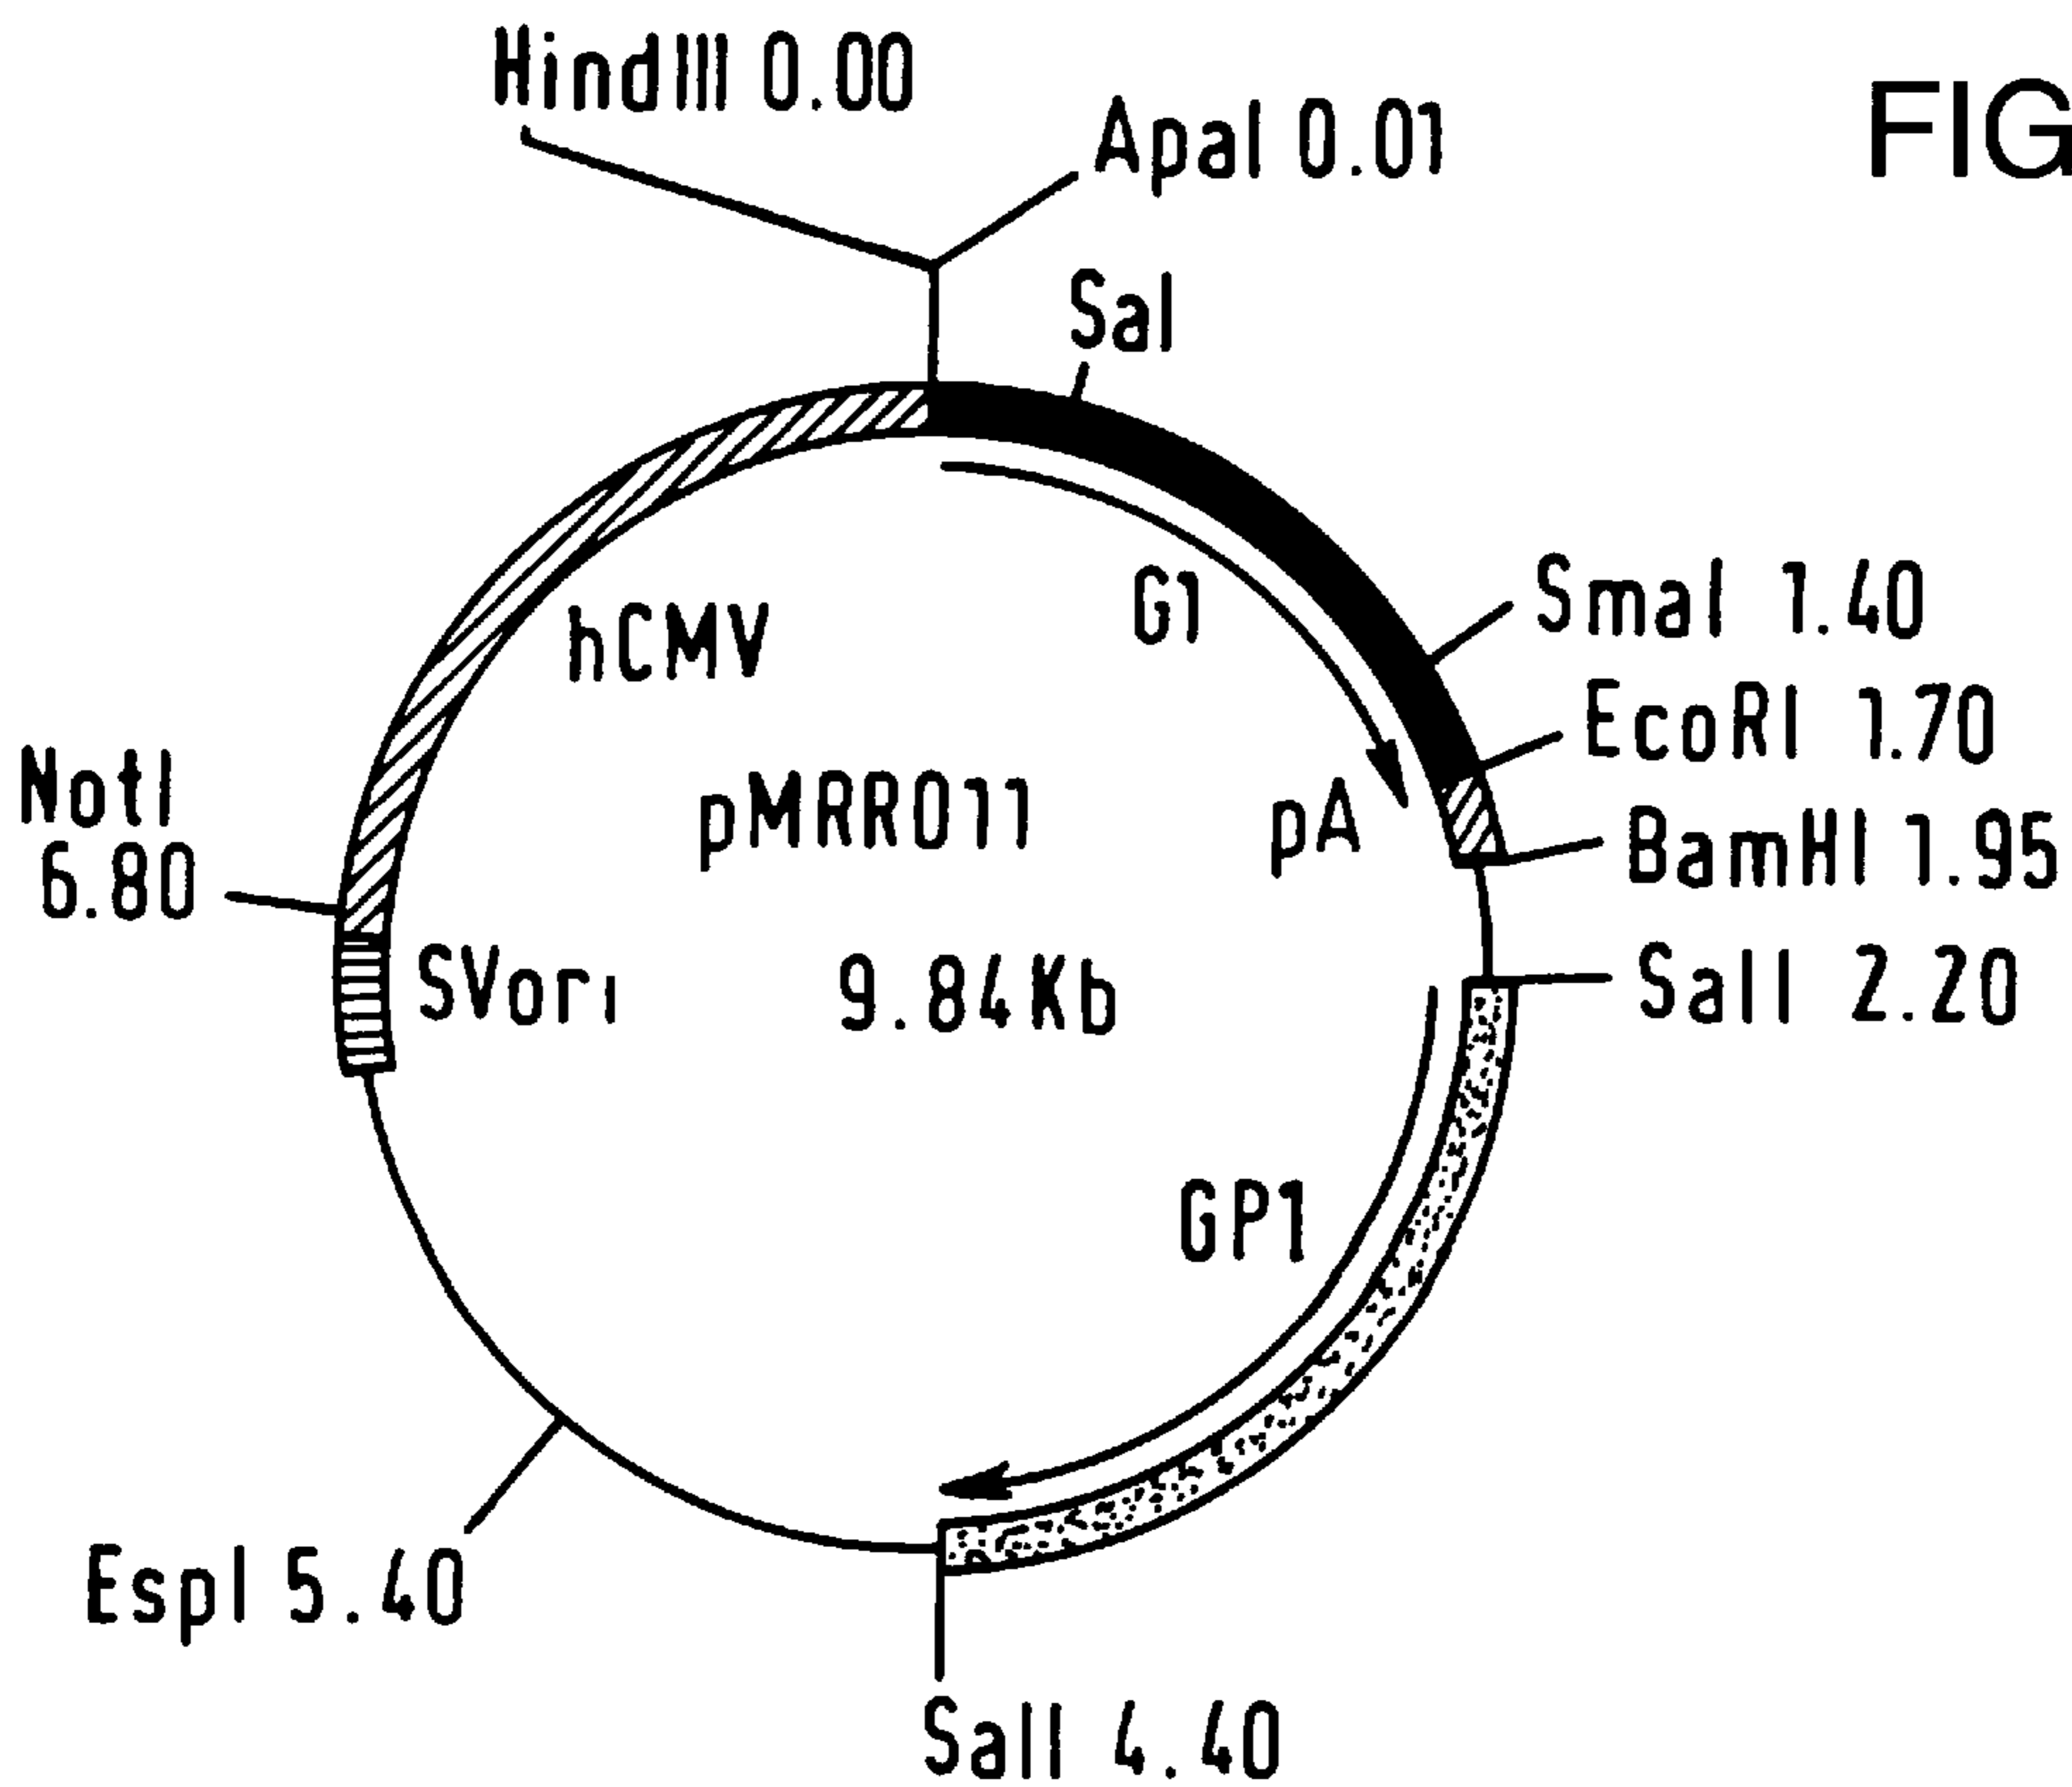 HindIII 0.00
ApaI 0.01
FIG
Sal
G1
SmaI 1.40
EcoRI 1.70
hCMV
NotI
6.80
pMRR011
pA
BamHI 1.95
SVori
9.84Kb
SalI 2.20
GP1
EspI 5.40
SalI 4.40